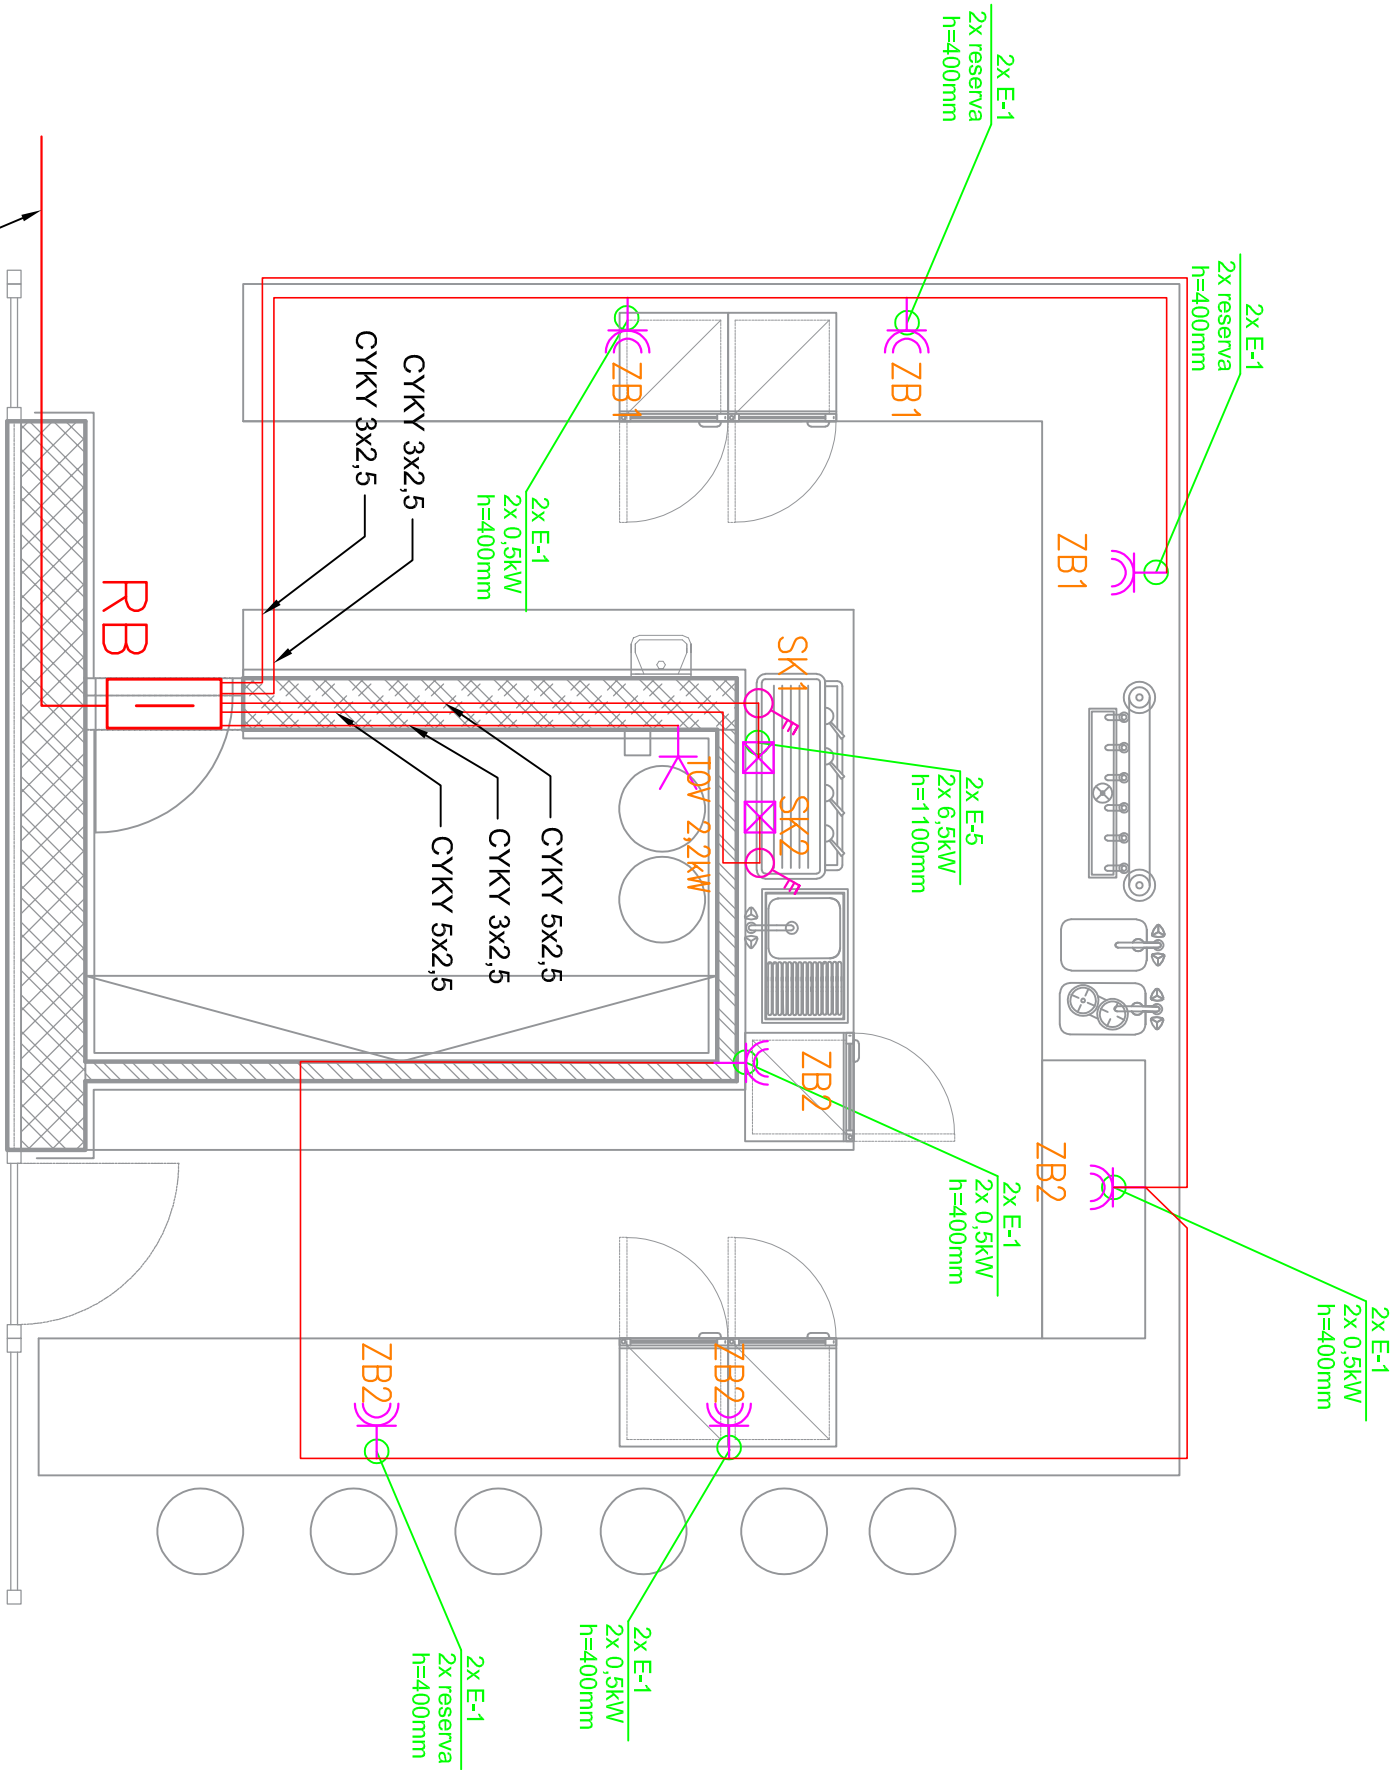 2x E-1
2x reserva
h=400mm
2x E-1
2x reserva
h=400mm
ZB1
ZB1
ZB1
CYKY 3x2,5
CYKY 3x2,5
2x E-1
2x 0,5kW
h=400mm
RB
SK1
SK2
TOV 2,2kW
2x E-5
2x 6,5kW
h=1100mm
CYKY 5x2,5
CYKY 3x2,5
CYKY 5x2,5
ZB2
ZB2
2x E-1
2x 0,5kW
h=400mm
2x E-1
2x 0,5kW
h=400mm
ZB2
ZB2
2x E-1
2x 0,5kW
h=400mm
2x E-1
2x reserva
h=400mm